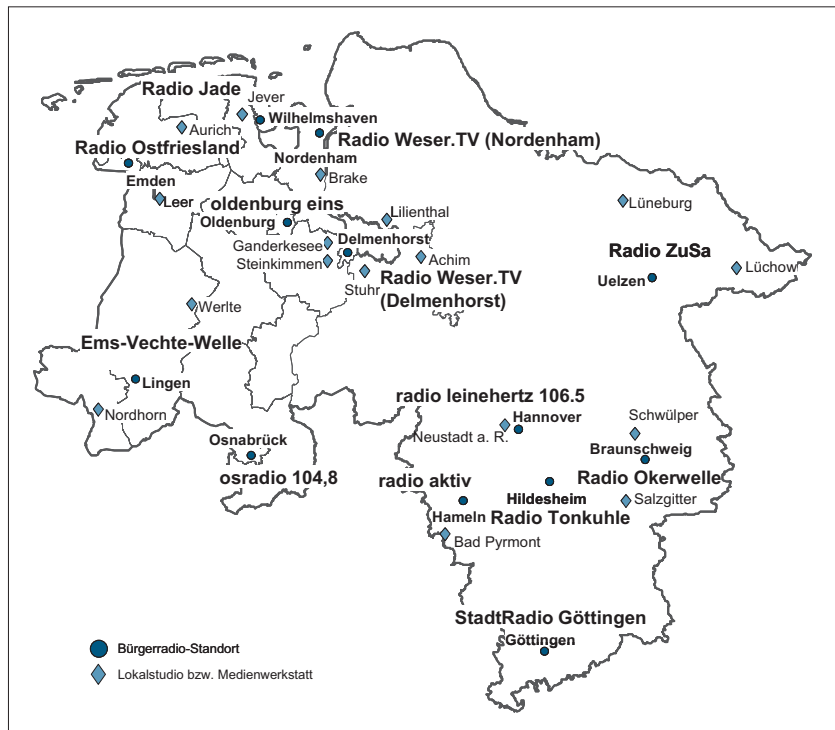 Radio Jade
Jever
Wilhelmshaven
Aurich
Radio Weser.TV (Nordenham)
Radio Ostfriesland
Nordenham
Brake
Emden
Leer
oldenburg eins
Oldenburg
Lilienthal
Lüneburg
Ganderkesee
Delmenhorst
Steinkimmen
Achim
Radio ZuSa
Lüchow
Uelzen
Stuhr
Radio Weser.TV
(Delmenhorst)
Werlte
Ems-Vechte-Welle
Lingen
Nordhorn
radio leinehertz 106.5
Hannover
Neustadt a. R.
Schwülper
Osnabrück
Braunschweig
osradio 104,8
radio aktiv
Radio Okerwelle
Hildesheim
Salzgitter
Hameln
Radio Tonkuhle
Bad Pyrmont
StadtRadio Göttingen
Göttingen
Bürgerradio-Standort
Lokalstudio bzw. Medienwerkstatt